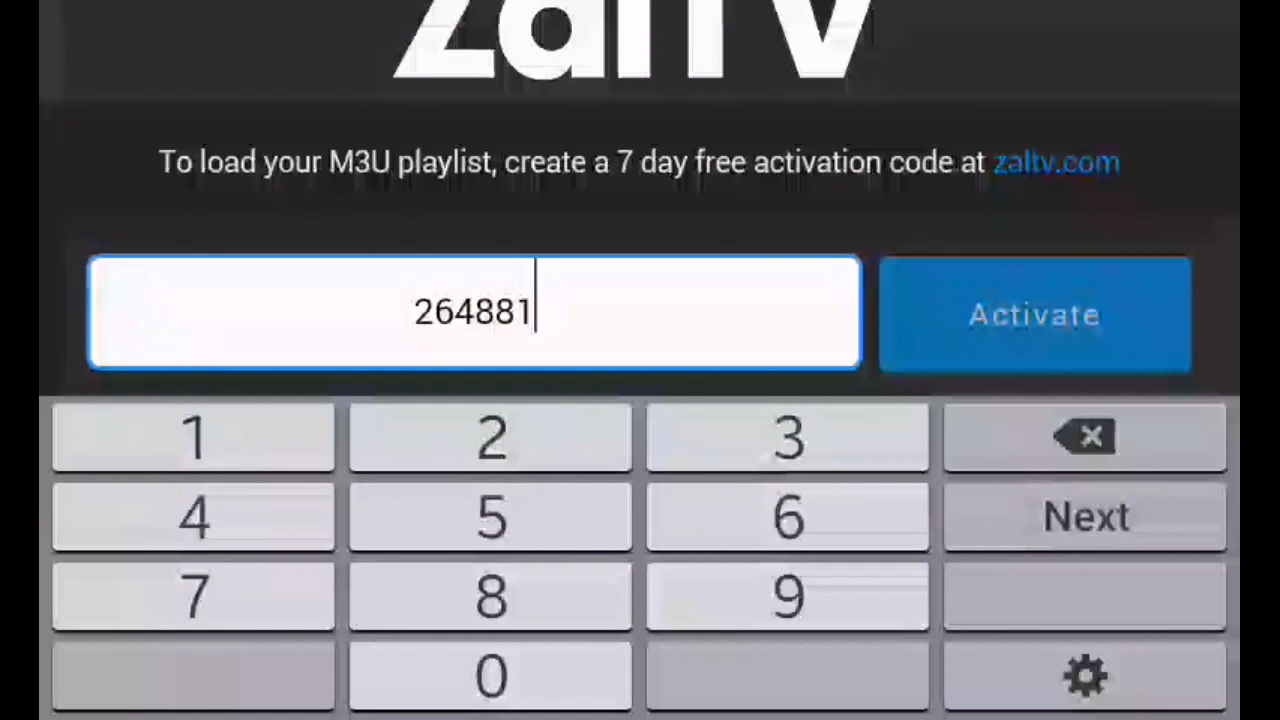 zalTV
To load your M3U playlist, create a 7 day free activation code at zaltv.com
264881
Activate
1 2 3
4 5 6 Next
7 8 9
0